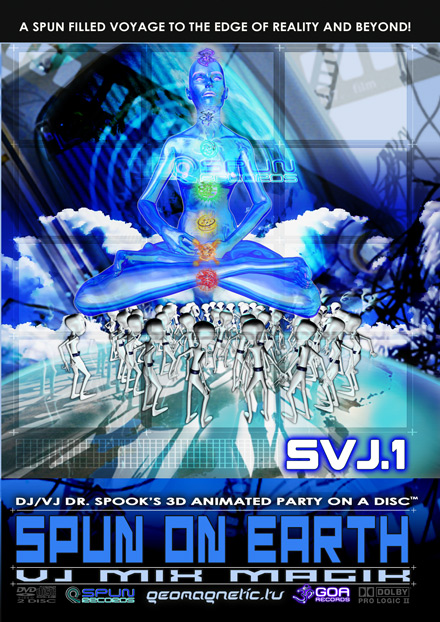 A SPUN FILLED VOYAGE TO THE EDGE OF REALITY AND BEYOND!
film
SPUN
RECORDS
SVJ.1
DJ/VJ DR. SPOOK'S 3D ANIMATED PARTY ON A DISC™
SPUN ON EARTH
VJ MIX MAGIK
DVD 2 DISC SPUN RECORDS GEOMAGNETIC.TV GOA RECORDS DOLBY PRO LOGIC II